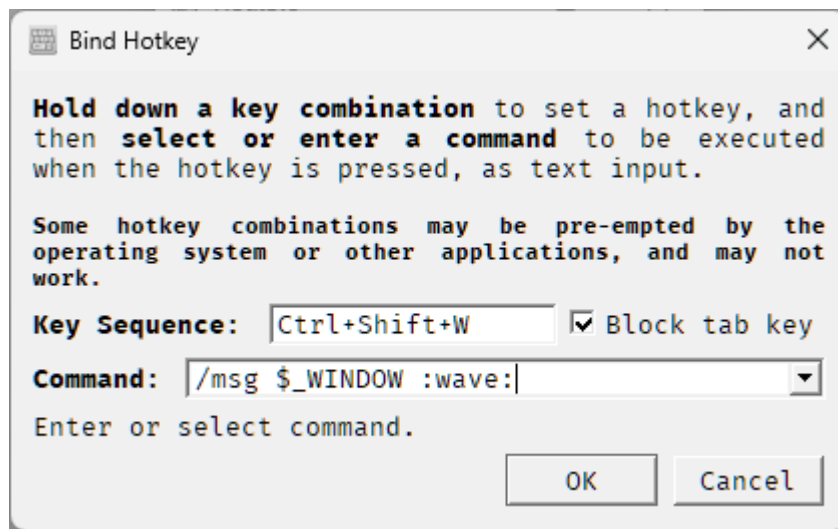 Bind Hotkey
Hold down a key combination to set a hotkey, and
then select or enter a command to be executed
when the hotkey is pressed, as text input.
Some hotkey combinations may be pre-empted by the
operating system or other applications, and may not
work.
Key Sequence: Ctrl+Shift+W Block tab key
Command: /msg $_WINDOW :wave:
Enter or select command.
OK Cancel